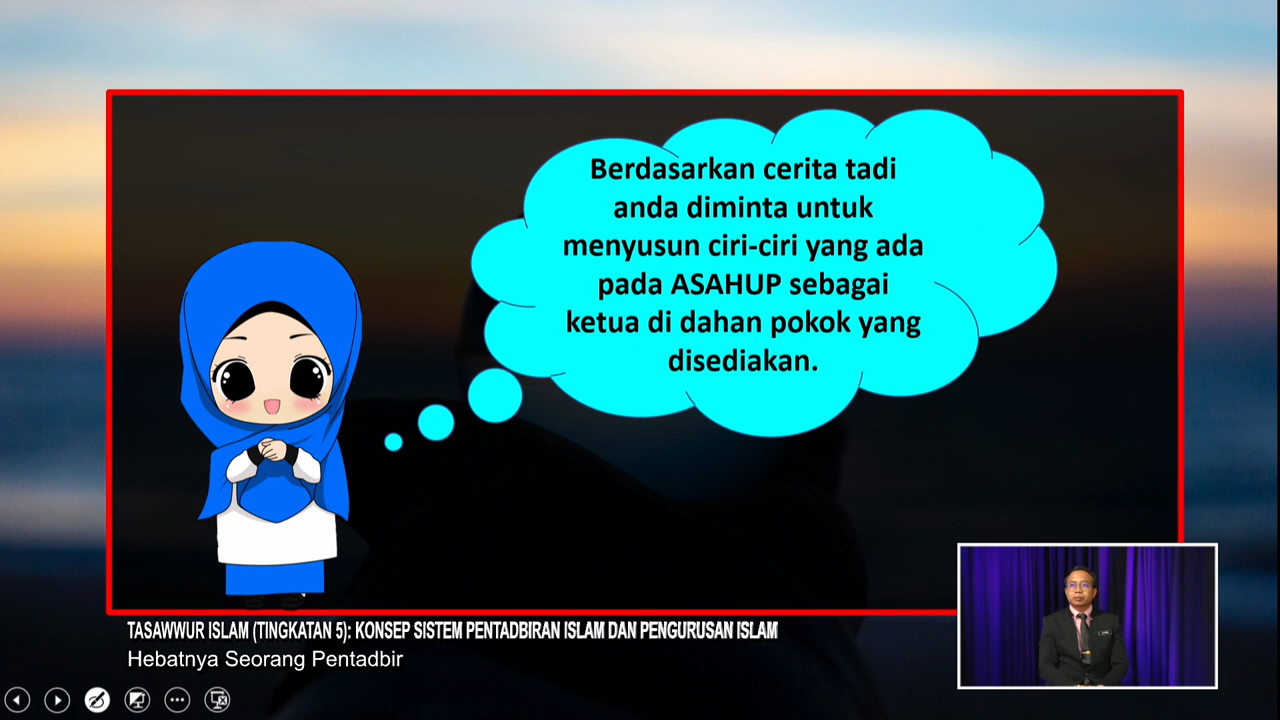 Berdasarkan cerita tadi
anda diminta untuk
menyusun ciri-ciri yang ada
pada ASAHUP sebagai
ketua di dahan pokok yang
disediakan.
TASAWWUR ISLAM (TINGKATAN 5): KONSEP SISTEM PENTADBIRAN ISLAM DAN PENGURUSAN ISLAM
Hebatnya Seorang Pentadbir